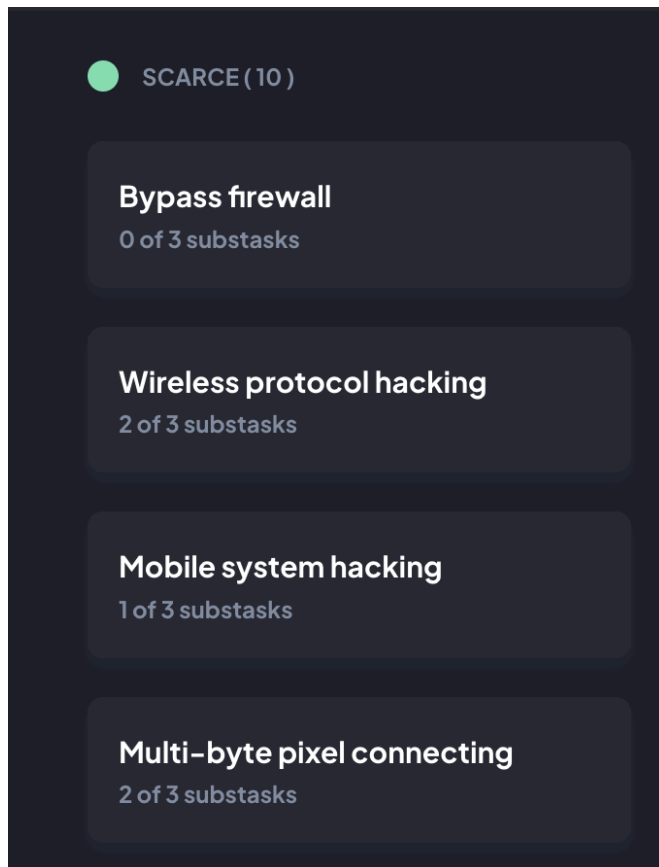 SCARCE ( 10 )
Bypass firewall
0 of 3 substasks
Wireless protocol hacking
2 of 3 substasks
Mobile system hacking
1 of 3 substasks
Multi-byte pixel connecting
2 of 3 substasks